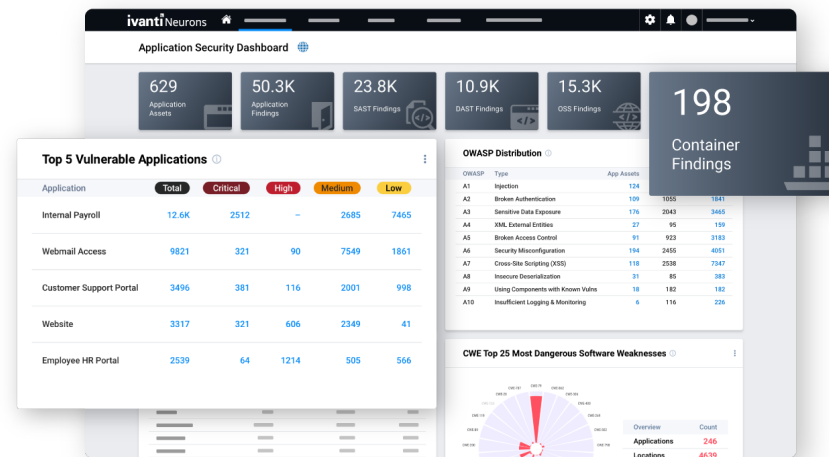 ivanti Neurons
Application Security Dashboard
629
Application
Assets
50.3K
Application
Findings
23.8K
SAST Findings
10.9K
DAST Findings
15.3K
OSS Findings
198
Container
Findings
Top 5 Vulnerable Applications
Application Total Critical High Medium Low
Internal Payroll 12.6K 2512 – 2685 7465
Webmail Access 9821 321 90 7549 1861
Customer Support Portal 3496 381 116 2001 998
Website 3317 321 606 2349 41
Employee HR Portal 2539 64 1214 505 566
OWASP Distribution
OWASP Type App Assets
A1 Injection 124
A2 Broken Authentication 109 1055 1841
A3 Sensitive Data Exposure 176 2043 3465
A4 XML External Entities 27 95 159
A5 Broken Access Control 91 923 3183
A6 Security Misconfiguration 194 2455 4051
A7 Cross-Site Scripting (XSS) 118 2538 7347
A8 Insecure Deserialization 31 85 383
A9 Using Components with Known Vulns 18 182 182
A10 Insufficient Logging & Monitoring 6 116 226
CWE Top 25 Most Dangerous Software Weaknesses
Overview Count
Applications 246
Locations 4639